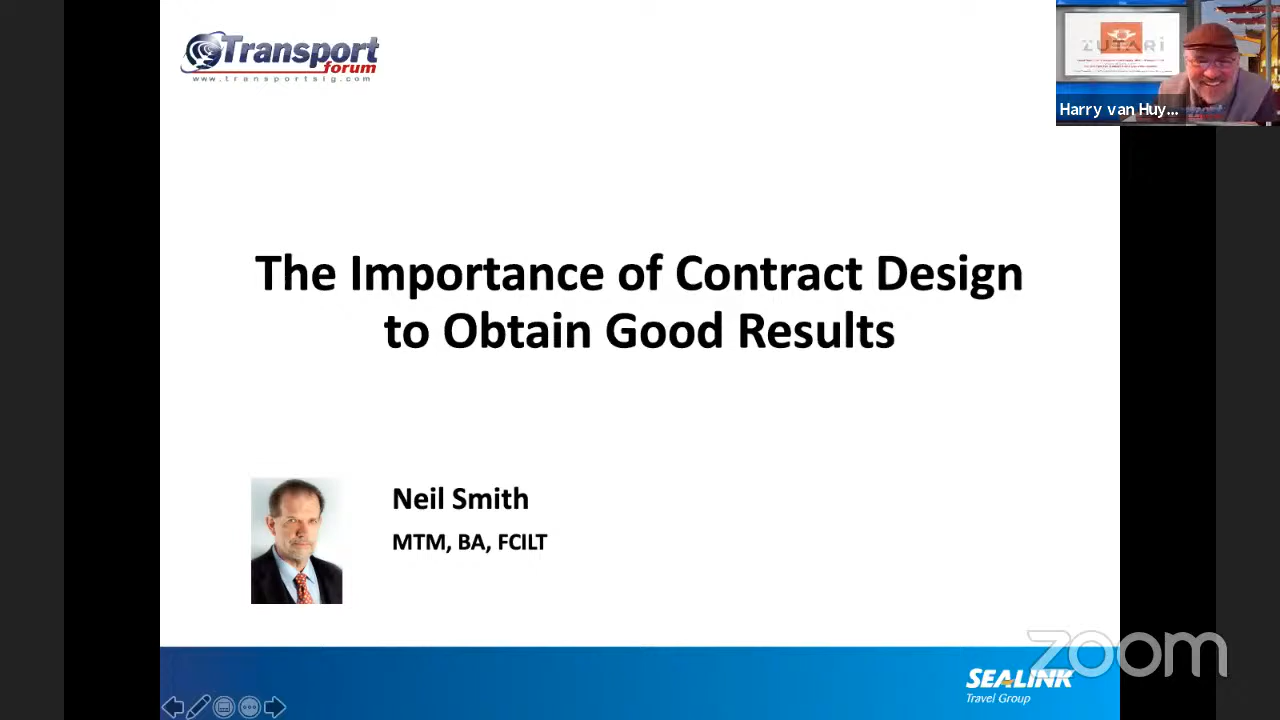 Transport
forum
www.transportsig.com
ZUTARI
Harry van Huy...
The Importance of Contract Design
to Obtain Good Results
Neil Smith
MTM, BA, FCILT
zoom
SEALINK
Travel Group